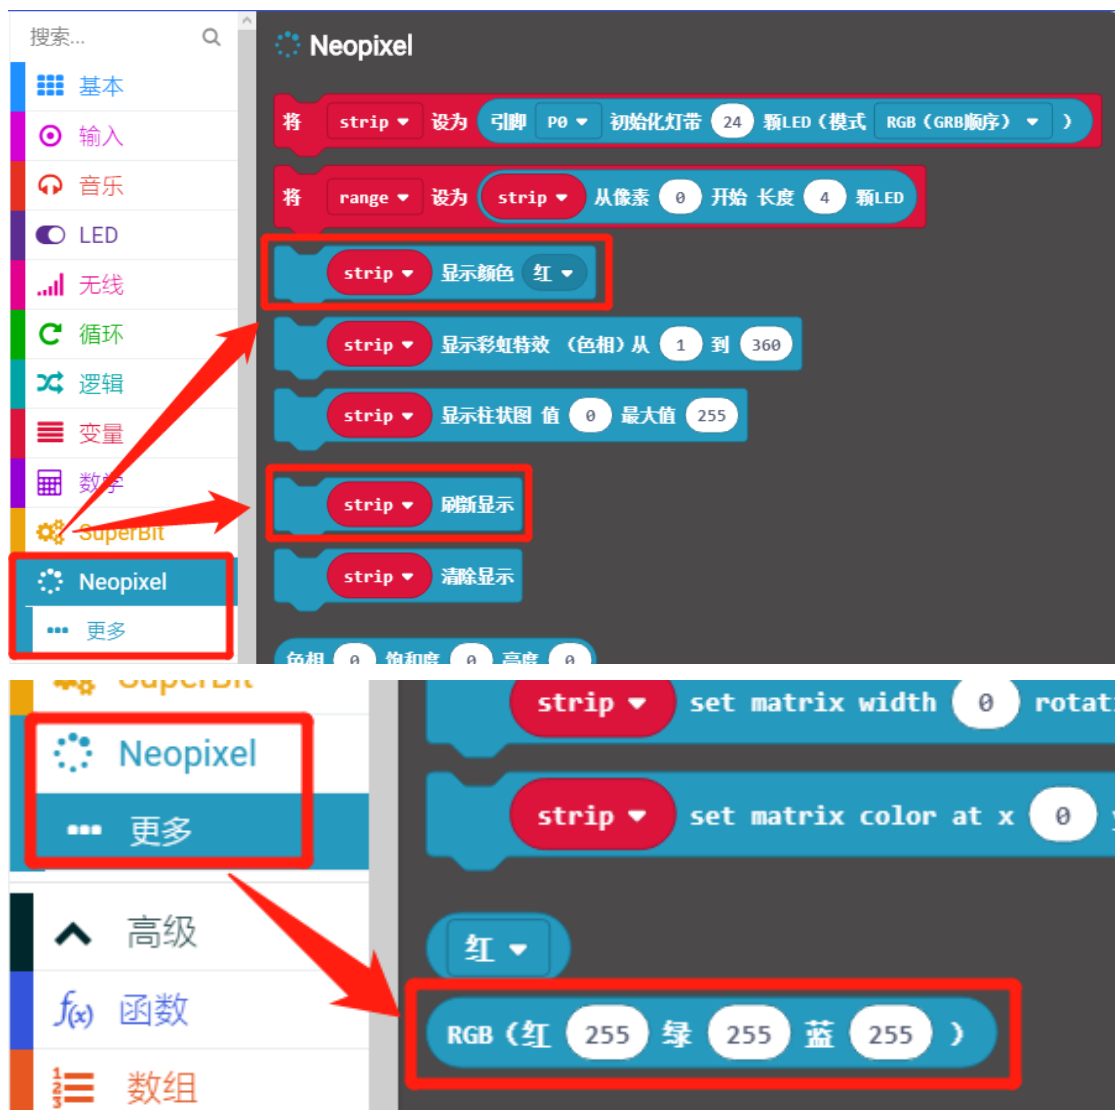 搜索...
Neopixel
基本
输入
音乐
LED
无线
循环
逻辑
变量
数学
SuperBit
Neopixel
更多
将 strip 设为 引脚 P0 初始化灯带 24 颗LED（模式 RGB（GRB顺序） ）
将 range 设为 strip 从像素 0 开始 长度 4 颗LED
strip 显示颜色 红
strip 显示彩虹特效 （色相）从 1 到 360
strip 显示柱状图 值 0 最大值 255
strip 刷新显示
strip 清除显示
色相 0 饱和度 0 亮度 0
SuperBit
Neopixel
更多
高级
f(x) 函数
数组
strip set matrix width 0 rotat
strip set matrix color at x 0
红
RGB（红 255 绿 255 蓝 255 ）